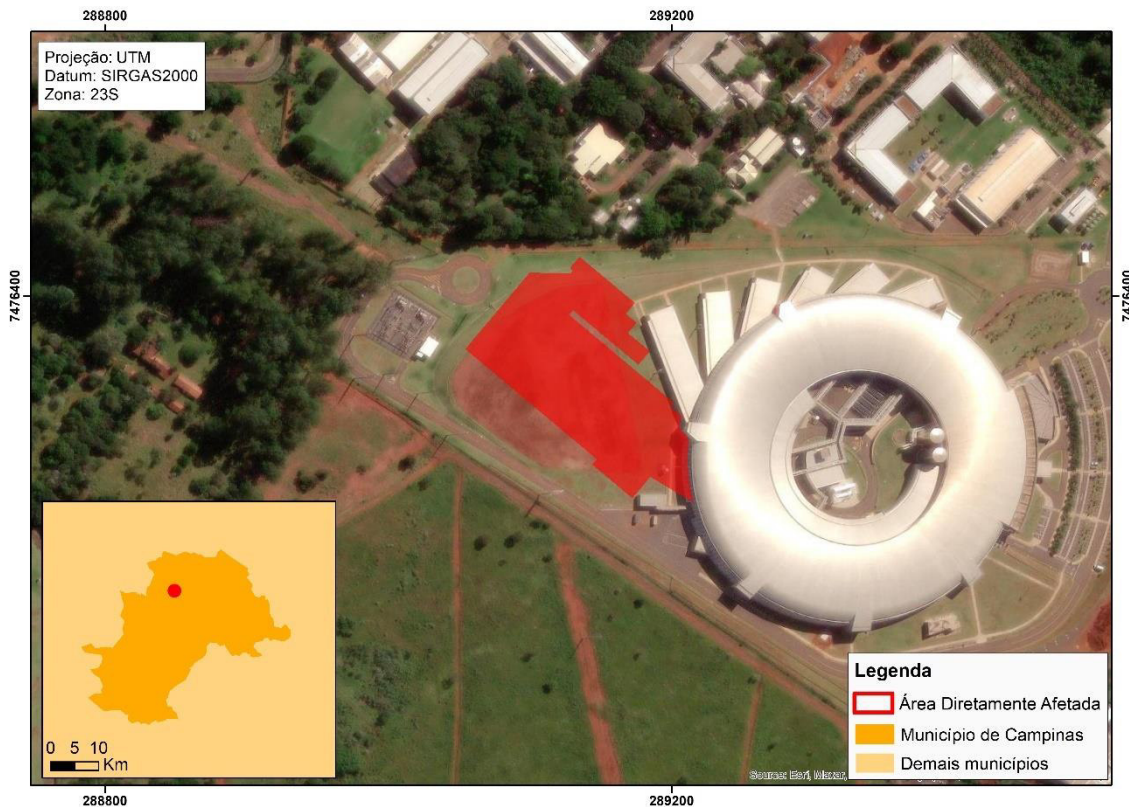 288800
289200
Projeção: UTM
Datum: SIRGAS2000
Zona: 23S
7476400
7476400
0 5 10
Km
Legenda
Área Diretamente Afetada
Município de Campinas
Demais municípios
Source: Esri, Maxar,
288800
289200